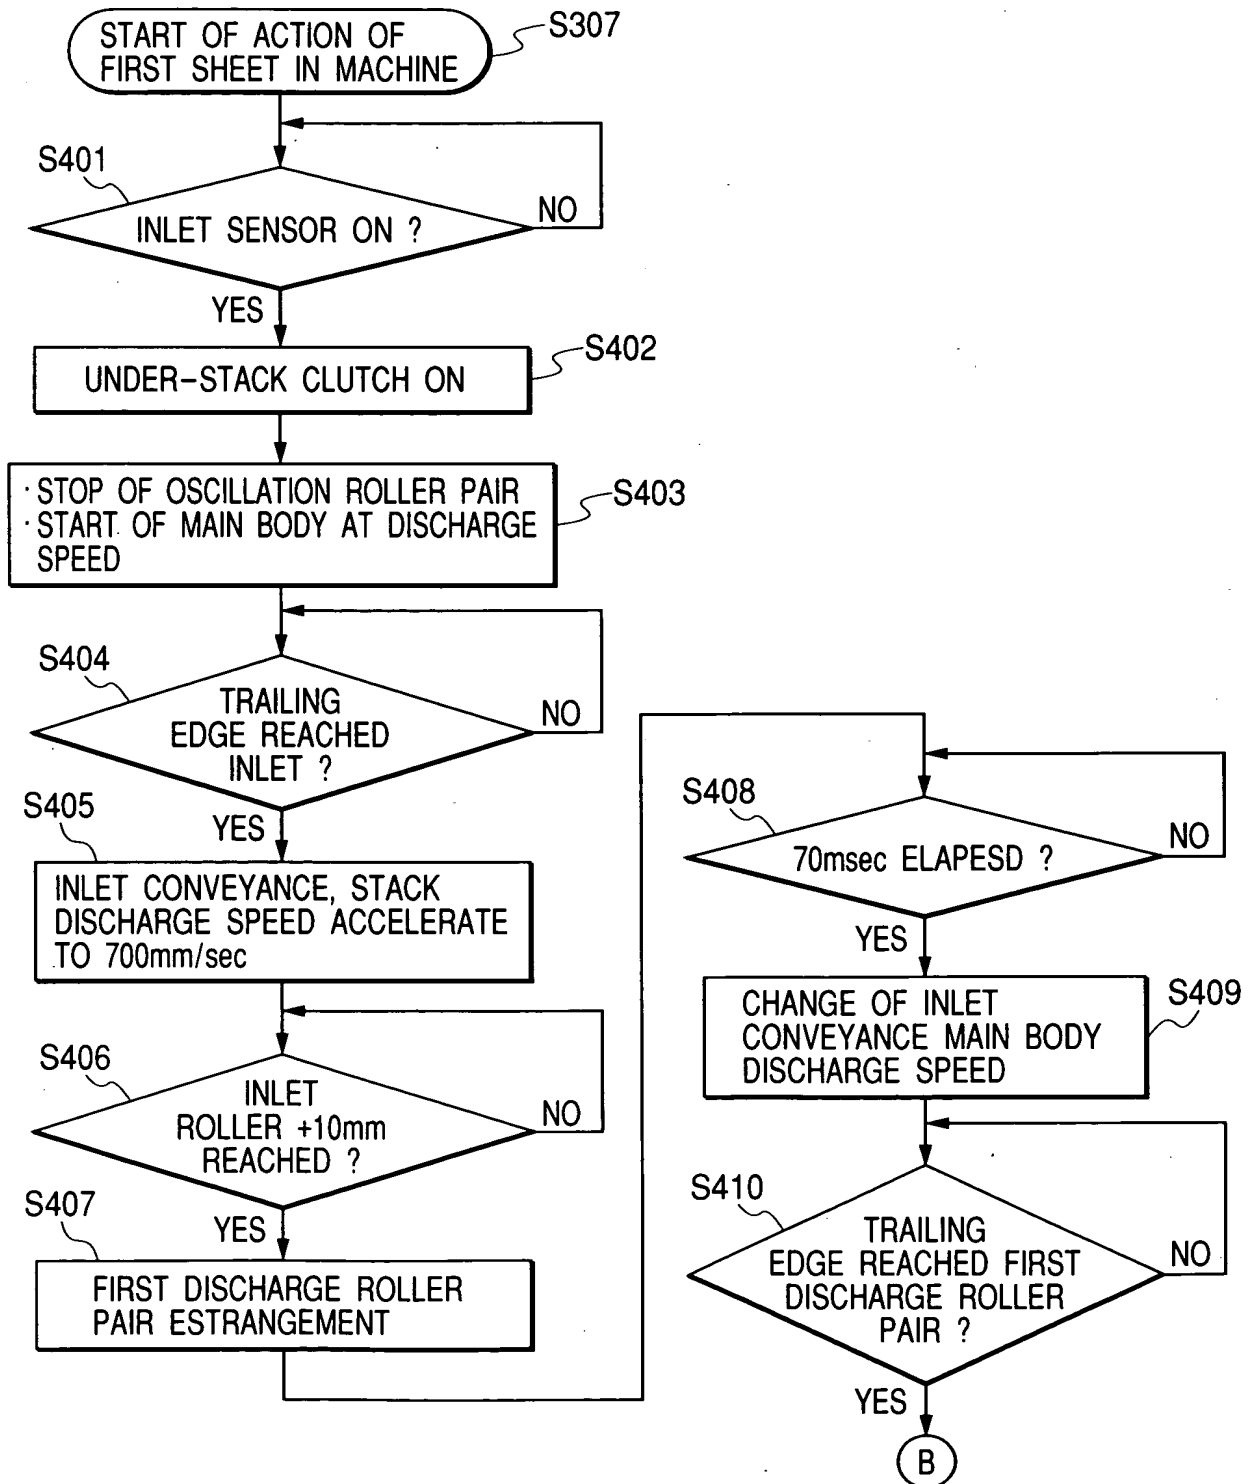 START OF ACTION OF
FIRST SHEET IN MACHINE
S307
S401
INLET SENSOR ON ?
NO
YES
UNDER-STACK CLUTCH ON
S402
·STOP OF OSCILLATION ROLLER PAIR
·START OF MAIN BODY AT DISCHARGE
SPEED
S403
S404
TRAILING
EDGE REACHED
INLET ?
NO
YES
S405
INLET CONVEYANCE, STACK
DISCHARGE SPEED ACCELERATE
TO 700mm/sec
S406
INLET
ROLLER +10mm
REACHED ?
NO
YES
S407
FIRST DISCHARGE ROLLER
PAIR ESTRANGEMENT
S408
70msec ELAPESD ?
NO
YES
CHANGE OF INLET
CONVEYANCE MAIN BODY
DISCHARGE SPEED
S409
S410
TRAILING
EDGE REACHED FIRST
DISCHARGE ROLLER
PAIR ?
NO
YES
B